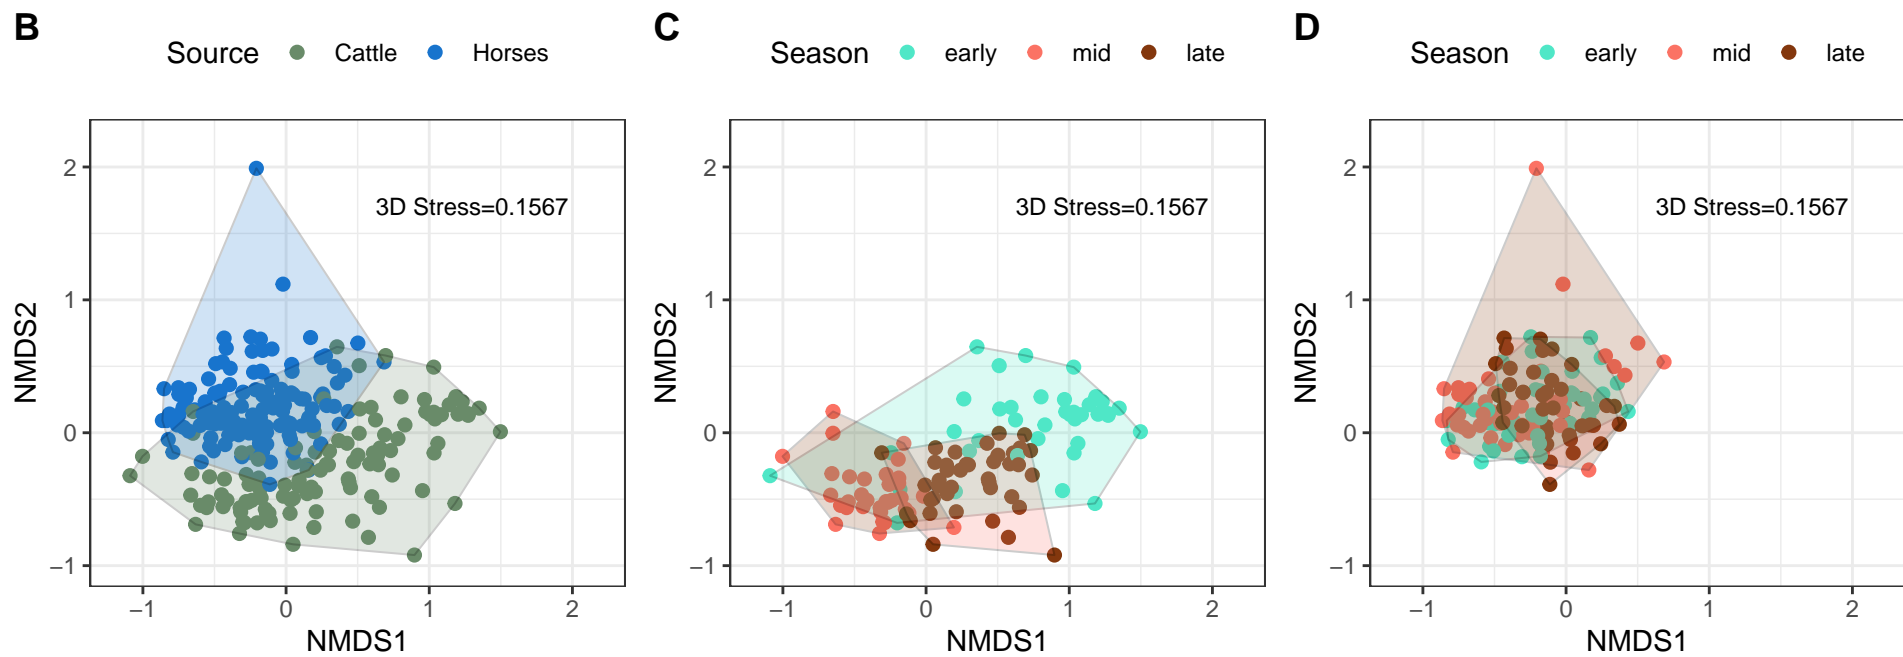 B
Source Cattle Horses
3D Stress=0.1567
2
1
0
−1
NMDS2
−1 0 1 2
NMDS1
C
Season early mid late
3D Stress=0.1567
2
1
0
−1
NMDS2
−1 0 1 2
NMDS1
D
Season early mid late
3D Stress=0.1567
2
1
0
−1
NMDS2
−1 0 1 2
NMDS1